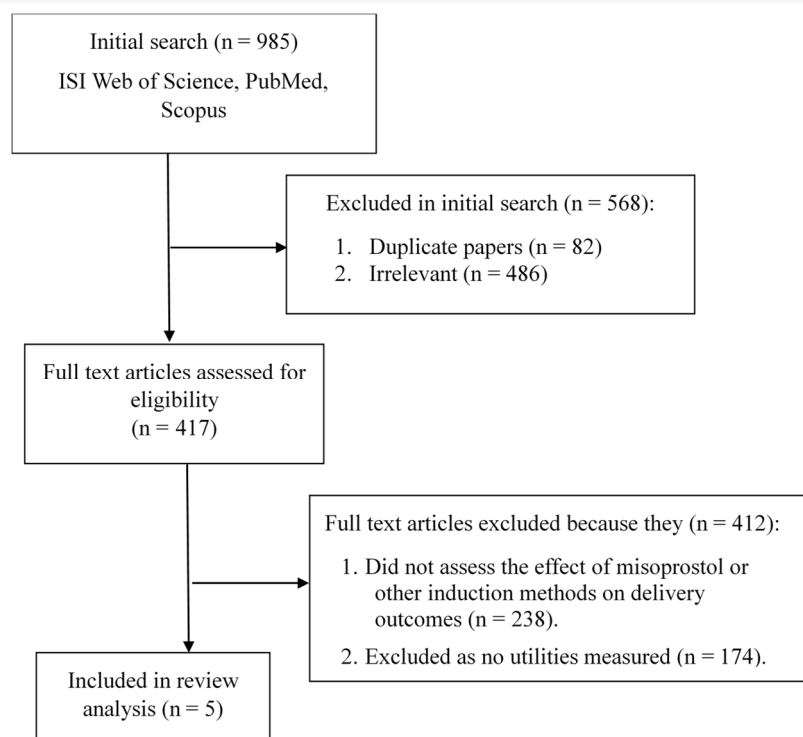 Initial search (n = 985)
ISI Web of Science, PubMed,
Scopus
Excluded in initial search (n = 568):
1. Duplicate papers (n = 82)
2. Irrelevant (n = 486)
Full text articles assessed for
eligibility
(n = 417)
Full text articles excluded because they (n = 412):
1. Did not assess the effect of misoprostol or
other induction methods on delivery
outcomes (n = 238).
2. Excluded as no utilities measured (n = 174).
Included in review
analysis (n = 5)